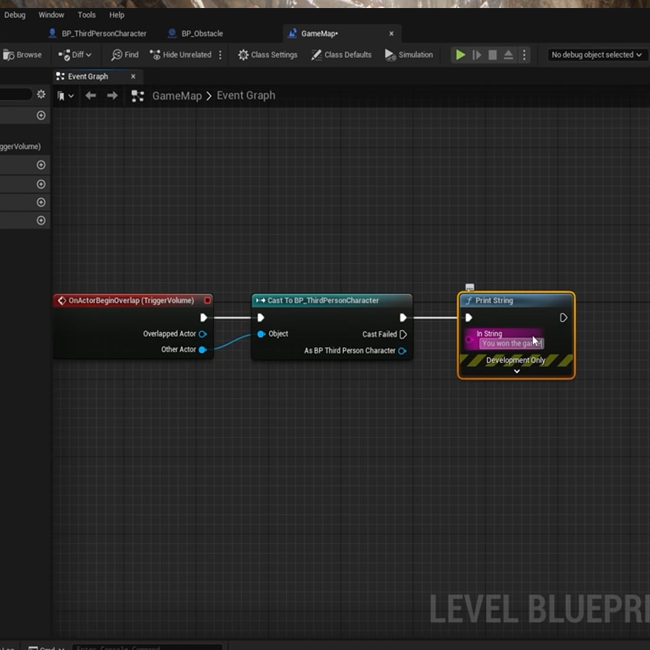 Debug Window Tools Help
BP_ThirdPersonCharacter BP_Obstacle GameMap•
Browse Diff Find Hide Unrelated Class Settings Class Defaults Simulation No debug object selected
Event Graph
GameMap > Event Graph
ggerVolume)
OnActorBeginOverlap (TriggerVolume)
Overlapped Actor
Other Actor
Cast To BP_ThirdPersonCharacter
Object Cast Failed
As BP Third Person Character
Print String
In String
You won the game!
Development Only
LEVEL BLUEPRI
Cmd Enter Console Command